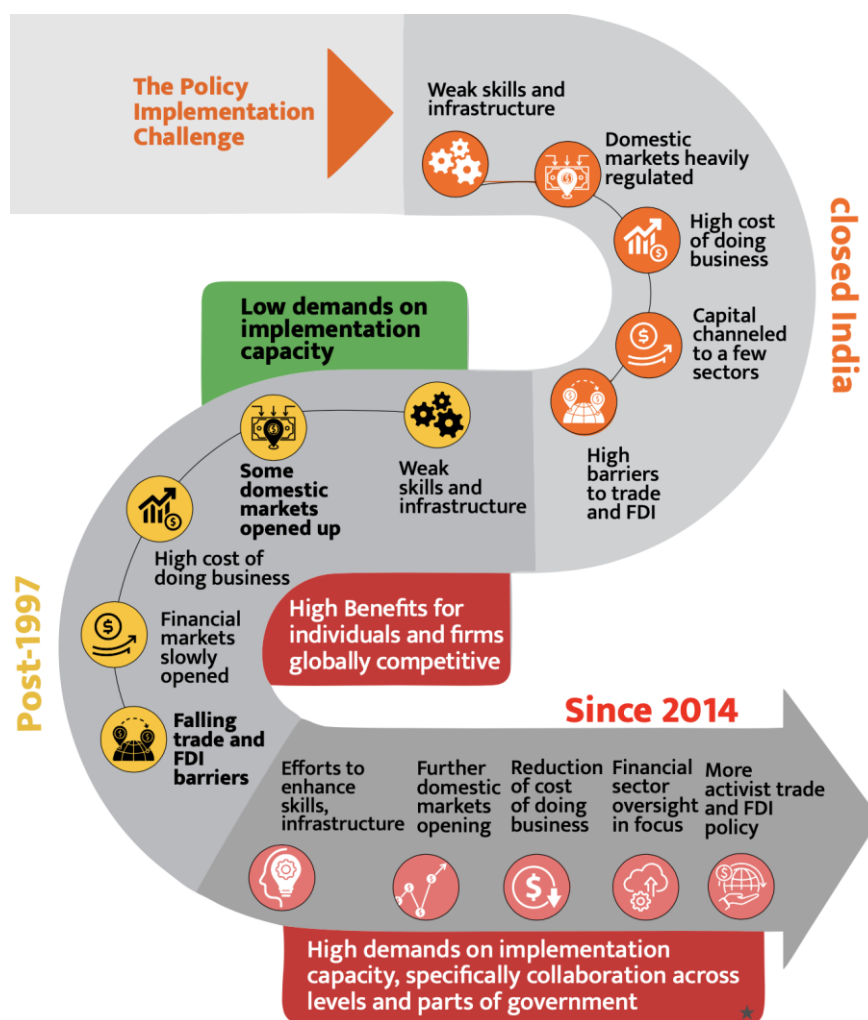 The Policy
Implementation
Challenge
Weak skills and
infrastructure
Domestic
markets heavily
regulated
High cost
of doing
business
Capital
channeled
to a few
sectors
High
barriers
to trade
and FDI
closed India
Low demands on
implementation
capacity
Weak
skills and
infrastructure
Some
domestic
markets
opened up
High cost of
doing business
Financial
markets
slowly
opened
Falling
trade and
FDI
barriers
Post-1997
High Benefits for
individuals and firms
globally competitive
Since 2014
Efforts to
enhance
skills,
infrastructure
Further
domestic
markets
opening
Reduction
of cost
of doing
business
Financial
sector
oversight
in focus
More
activist trade
and FDI
policy
High demands on implementation
capacity, specifically collaboration across
levels and parts of government